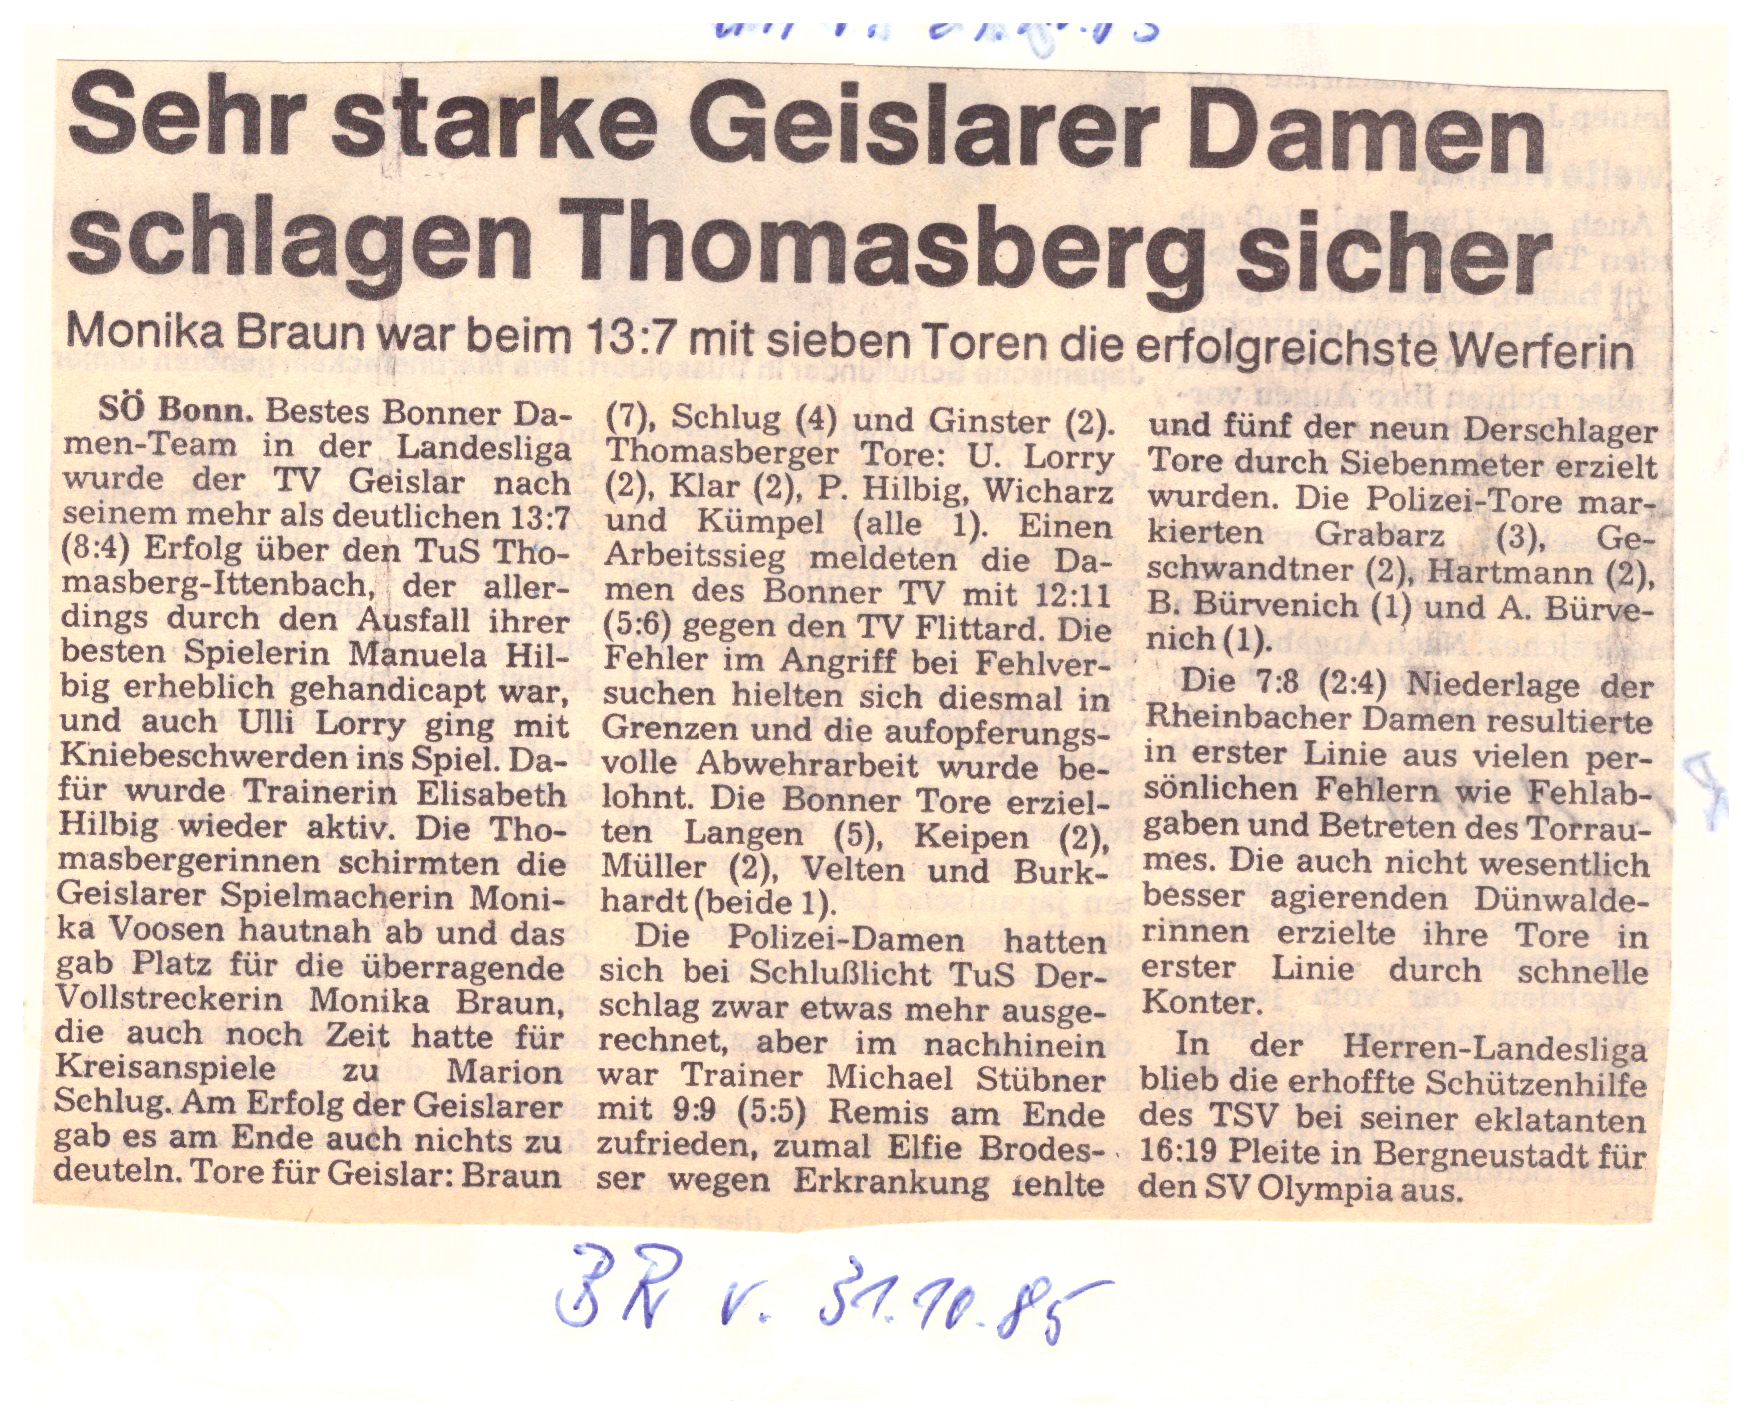 Sehr starke Geislarer Damen
schlagen Thomasberg sicher
Monika Braun war beim 13:7 mit sieben Toren die erfolgreichste Werferin
SÖ Bonn. Bestes Bonner Da-
men-Team in der Landesliga
wurde der TV Geislar nach
seinem mehr als deutlichen 13:7
(8:4) Erfolg über den TuS Tho-
masberg-Ittenbach, der aller-
dings durch den Ausfall ihrer
besten Spielerin Manuela Hil-
big erheblich gehandicapt war,
und auch Ulli Lorry ging mit
Kniebeschwerden ins Spiel. Da-
für wurde Trainerin Elisabeth
Hilbig wieder aktiv. Die Tho-
masbergerinnen schirmten die
Geislarer Spielmacherin Moni-
ka Voosen hautnah ab und das
gab Platz für die überragende
Vollstreckerin Monika Braun,
die auch noch Zeit hatte für
Kreisanspiele zu Marion
Schlug. Am Erfolg der Geislarer
gab es am Ende auch nichts zu
deuteln. Tore für Geislar: Braun
(7), Schlug (4) und Ginster (2).
Thomasberger Tore: U. Lorry
(2), Klar (2), P. Hilbig, Wicharz
und Kümpel (alle 1). Einen
Arbeitssieg meldeten die Da-
men des Bonner TV mit 12:11
(5:6) gegen den TV Flittard. Die
Fehler im Angriff bei Fehlver-
suchen hielten sich diesmal in
Grenzen und die aufopferungs-
volle Abwehrarbeit wurde be-
lohnt. Die Bonner Tore erziel-
ten Langen (5), Keipen (2),
Müller (2), Velten und Burk-
hardt (beide 1).
Die Polizei-Damen hatten
sich bei Schlußlicht TuS Der-
schlag zwar etwas mehr ausge-
rechnet, aber im nachhinein
war Trainer Michael Stübner
mit 9:9 (5:5) Remis am Ende
zufrieden, zumal Elfie Brodes-
ser wegen Erkrankung fehlte
und fünf der neun Derschlager
Tore durch Siebenmeter erzielt
wurden. Die Polizei-Tore mar-
kierten Grabarz (3), Ge-
schwandtner (2), Hartmann (2),
B. Bürvenich (1) und A. Bürve-
nich (1).
Die 7:8 (2:4) Niederlage der
Rheinbacher Damen resultierte
in erster Linie aus vielen per-
sönlichen Fehlern wie Fehlab-
gaben und Betreten des Torrau-
mes. Die auch nicht wesentlich
besser agierenden Dünwalde-
rinnen erzielte ihre Tore in
erster Linie durch schnelle
Konter.
In der Herren-Landesliga
blieb die erhoffte Schützenhilfe
des TSV bei seiner eklatanten
16:19 Pleite in Bergneustadt für
den SV Olympia aus.
BR v. 31.10.85